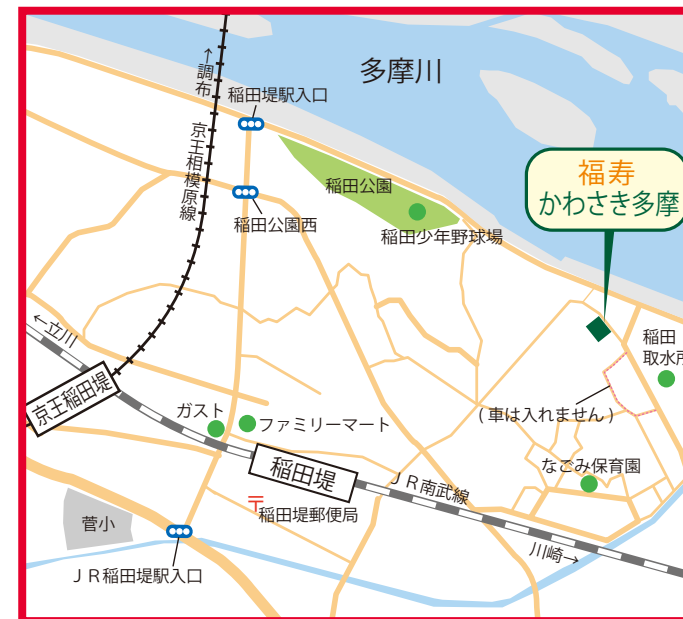 多摩川
←調布
稲田堤駅入口
京王相模原線
稲田公園
福寿
かわさき多摩
稲田公園西
稲田少年野球場
←立川
稲田
取水所
京王稲田堤
ガスト
ファミリーマート
(車は入れません)
稲田堤
なごみ保育園
JR南武線
〒
稲田堤郵便局
菅小
川崎→
JR稲田堤駅入口